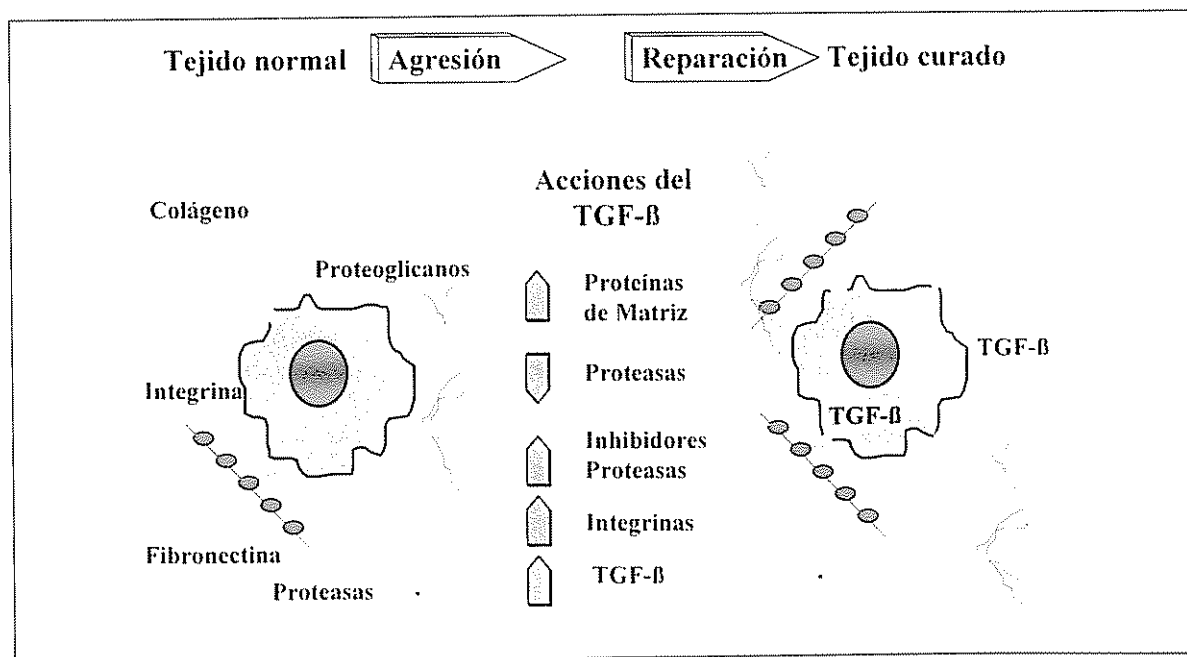 Tejido normal Agresión Reparación Tejido curado
Acciones del
TGF-ß
Colágeno
Proteoglicanos
Integrina
Fibronectina
Proteasas
Proteínas
de Matriz
Proteasas
Inhibidores
Proteasas
Integrinas
TGF-ß
TGF-ß
TGF-ß